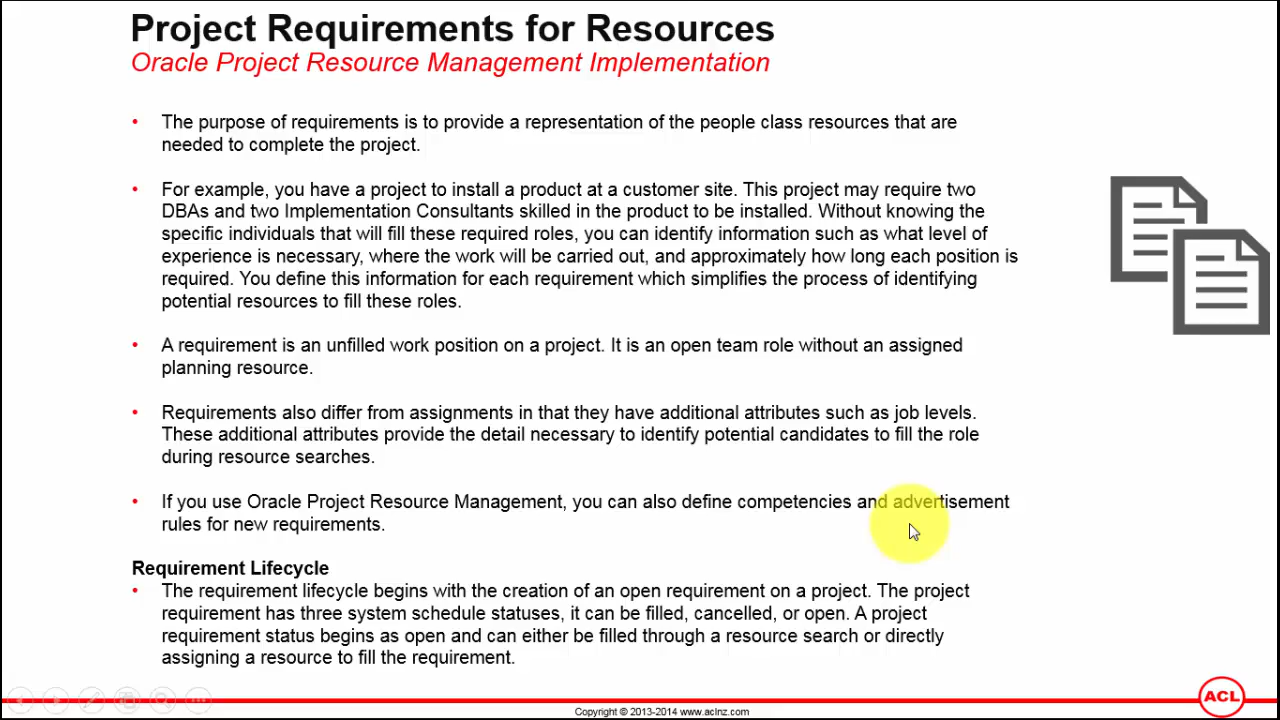 Project Requirements for Resources
Oracle Project Resource Management Implementation
• The purpose of requirements is to provide a representation of the people class resources that are
needed to complete the project.
• For example, you have a project to install a product at a customer site. This project may require two
DBAs and two Implementation Consultants skilled in the product to be installed. Without knowing the
specific individuals that will fill these required roles, you can identify information such as what level of
experience is necessary, where the work will be carried out, and approximately how long each position is
required. You define this information for each requirement which simplifies the process of identifying
potential resources to fill these roles.
• A requirement is an unfilled work position on a project. It is an open team role without an assigned
planning resource.
• Requirements also differ from assignments in that they have additional attributes such as job levels.
These additional attributes provide the detail necessary to identify potential candidates to fill the role
during resource searches.
• If you use Oracle Project Resource Management, you can also define competencies and advertisement
rules for new requirements.
Requirement Lifecycle
• The requirement lifecycle begins with the creation of an open requirement on a project. The project
requirement has three system schedule statuses, it can be filled, cancelled, or open. A project
requirement status begins as open and can either be filled through a resource search or directly
assigning a resource to fill the requirement.
ACL
Copyright © 2013-2014 www.aclnz.com